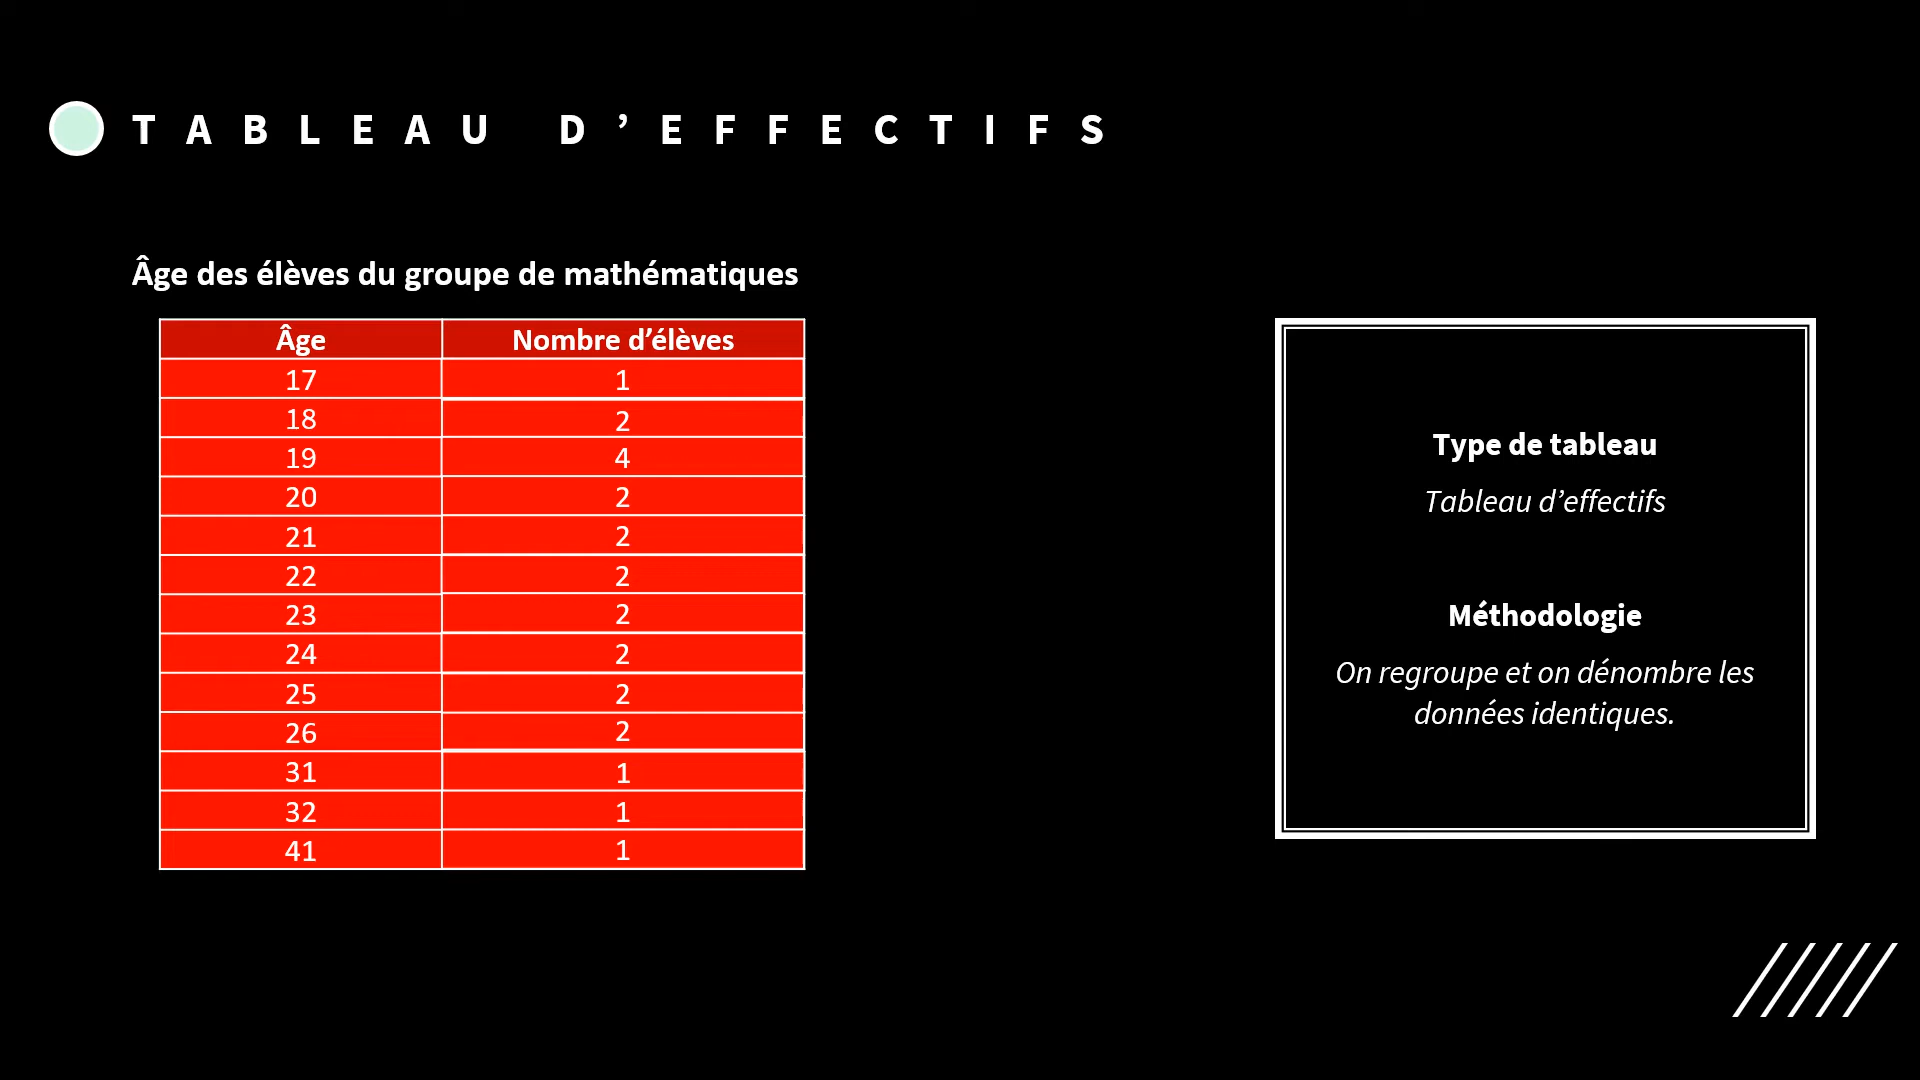 TABLEAU D’EFFECTIFS
Âge des élèves du groupe de mathématiques
Âge Nombre d’élèves
17 1
18 2
19 4
20 2
21 2
22 2
23 2
24 2
25 2
26 2
31 1
32 1
41 1
Type de tableau
Tableau d’effectifs
Méthodologie
On regroupe et on dénombre les
données identiques.